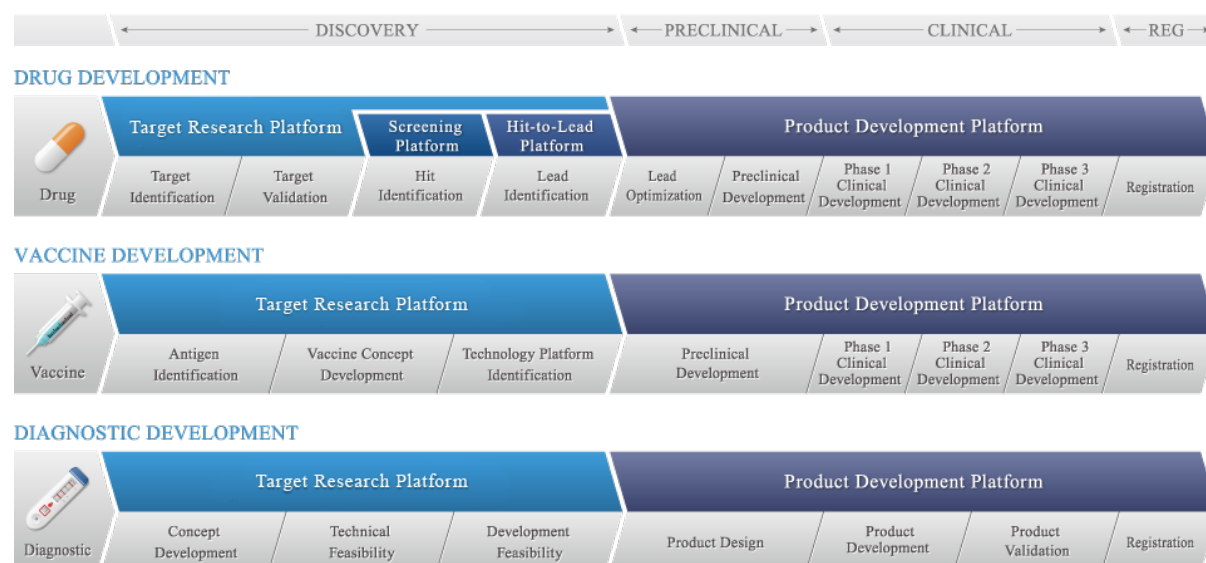 DISCOVERY PRECLINICAL CLINICAL REG
DRUG DEVELOPMENT
Drug
Target Research Platform
Screening
Platform
Hit-to-Lead
Platform
Product Development Platform
Target
Identification
Target
Validation
Hit
Identification
Lead
Identification
Lead
Optimization
Preclinical
Development
Phase 1
Clinical
Development
Phase 2
Clinical
Development
Phase 3
Clinical
Development
Registration
VACCINE DEVELOPMENT
Vaccine
Target Research Platform
Product Development Platform
Antigen
Identification
Vaccine Concept
Development
Technology Platform
Identification
Preclinical
Development
Phase 1
Clinical
Development
Phase 2
Clinical
Development
Phase 3
Clinical
Development
Registration
DIAGNOSTIC DEVELOPMENT
Diagnostic
Target Research Platform
Product Development Platform
Concept
Development
Technical
Feasibility
Development
Feasibility
Product Design
Product
Development
Product
Validation
Registration